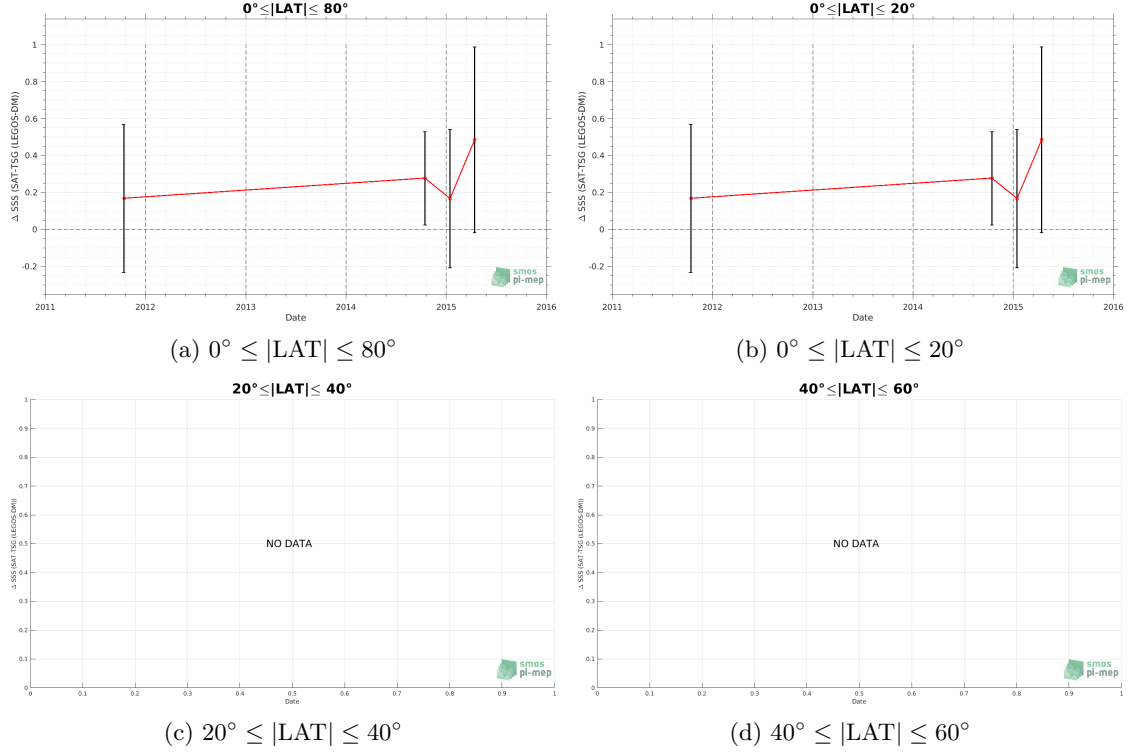 0°≤|LAT|≤ 80°
Δ SSS (SAT-TSG (LEGOS-DM))
1
0.8
0.6
0.4
0.2
0
-0.2
2011 2012 2013 2014 2015 2016
Date
smos
pi-mep
(a) 0° ≤ |LAT| ≤ 80°
0°≤|LAT|≤ 20°
Δ SSS (SAT-TSG (LEGOS-DM))
1
0.8
0.6
0.4
0.2
0
-0.2
2011 2012 2013 2014 2015 2016
Date
smos
pi-mep
(b) 0° ≤ |LAT| ≤ 20°
20°≤|LAT|≤ 40°
Δ SSS (SAT-TSG (LEGOS-DM))
1
0.9
0.8
0.7
0.6
0.5
0.4
0.3
0.2
0.1
0
NO DATA
0 0.1 0.2 0.3 0.4 0.5 0.6 0.7 0.8 0.9 1
Date
smos
pi-mep
(c) 20° ≤ |LAT| ≤ 40°
40°≤|LAT|≤ 60°
Δ SSS (SAT-TSG (LEGOS-DM))
1
0.9
0.8
0.7
0.6
0.5
0.4
0.3
0.2
0.1
0
NO DATA
0 0.1 0.2 0.3 0.4 0.5 0.6 0.7 0.8 0.9 1
Date
smos
pi-mep
(d) 40° ≤ |LAT| ≤ 60°